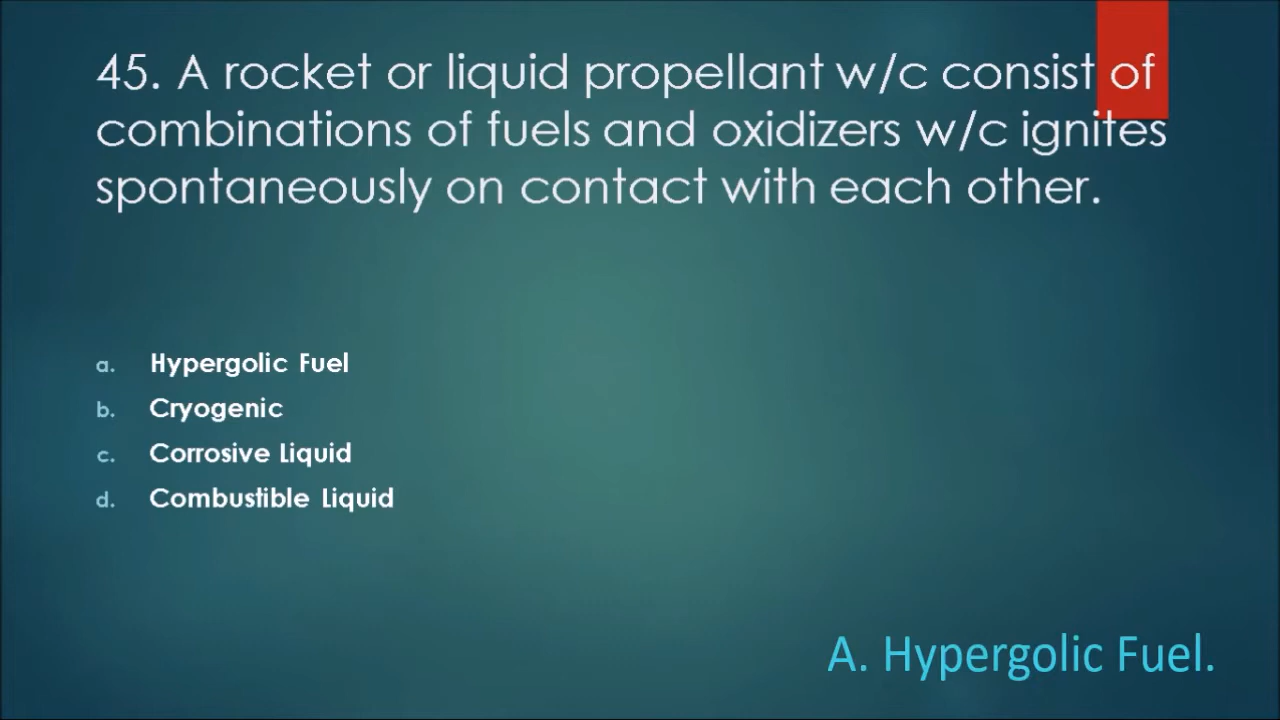 45. A rocket or liquid propellant w/c consist of
combinations of fuels and oxidizers w/c ignites
spontaneously on contact with each other.
a. Hypergolic Fuel
b. Cryogenic
c. Corrosive Liquid
d. Combustible Liquid
A. Hypergolic Fuel.